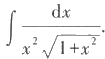 ∫ dx / (x² √(1+x²)).